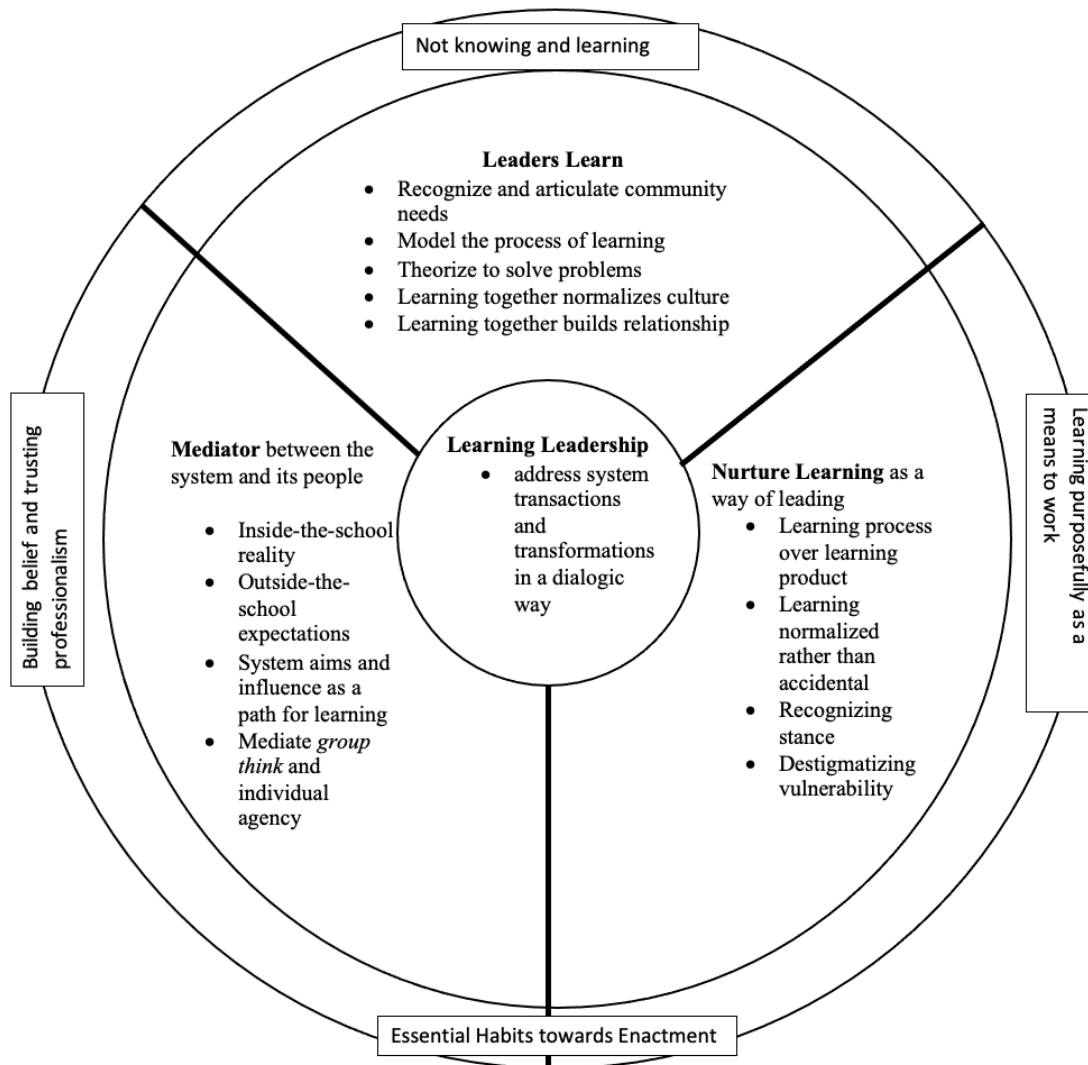 Not knowing and learning
Leaders Learn
• Recognize and articulate community
needs
• Model the process of learning
• Theorize to solve problems
• Learning together normalizes culture
• Learning together builds relationship
Building belief and trusting
professionalism
Mediator between the
system and its people
• Inside-the-school
reality
• Outside-the-
school
expectations
• System aims and
influence as a
path for learning
• Mediate group
think and
individual
agency
Learning Leadership
• address system
transactions
and
transformations
in a dialogic
way
Nurture Learning as a
way of leading
• Learning process
over learning
product
• Learning
normalized
rather than
accidental
• Recognizing
stance
• Destigmatizing
vulnerability
Learning purposefully as a
means to work
Essential Habits towards Enactment